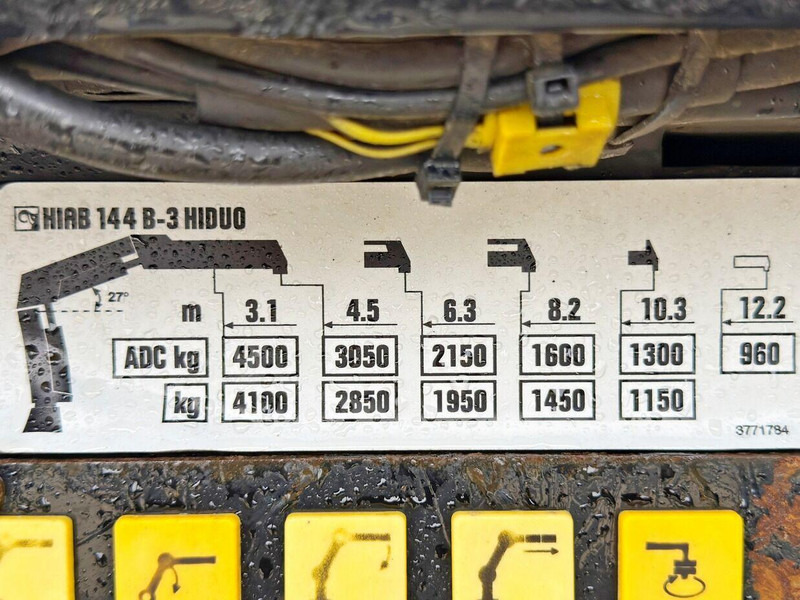 HIAB 144 B-3 HIDUO
27°
m 3.1 4.5 6.3 8.2 10.3 12.2
ADC kg 4500 3050 2150 1600 1300 960
kg 4100 2850 1950 1450 1150
3771784